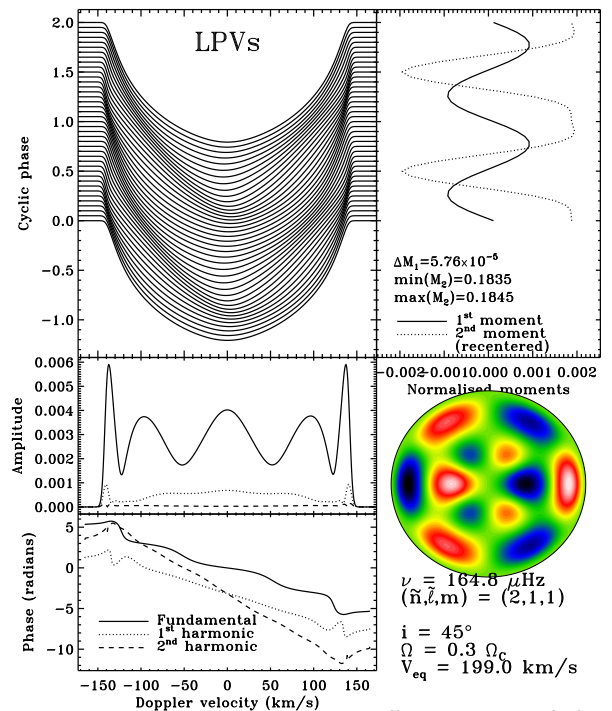 LPVs
Cyclic phase
2.0
1.5
1.0
0.5
0.0
−0.5
−1.0
ΔM₁=5.76×10⁻⁵
min(M₂)=0.1835
max(M₂)=0.1845
1ˢᵗ moment
2ⁿᵈ moment
(recentered)
−0.002−0.001 0.000 0.001 0.002
Normalised moments
Amplitude
0.006
0.005
0.004
0.003
0.002
0.001
0.000
Phase (radians)
5
0
−5
−10
Fundamental
1ˢᵗ harmonic
2ⁿᵈ harmonic
−150 −100 −50 0 50 100 150
Doppler velocity (km/s)
ν = 164.8 μHz
(ñ,ℓ̃,m) = (2,1,1)
i = 45°
Ω = 0.3 Ω_C
V_eq = 199.0 km/s